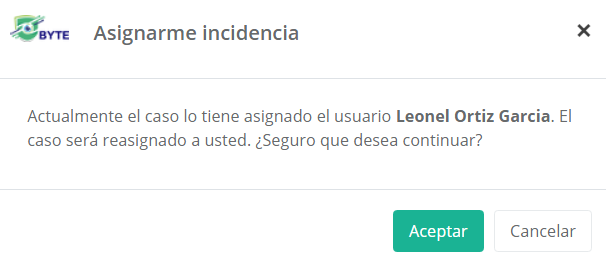 BYTE Asignarme incidencia ×
Actualmente el caso lo tiene asignado el usuario Leonel Ortiz Garcia. El
caso será reasignado a usted. ¿Seguro que desea continuar?
Aceptar Cancelar